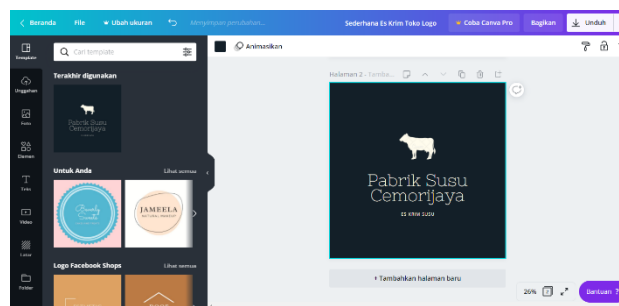 Beranda File Ubah ukuran Menyimpan perubahan... Sederhana Es Krim Toko Logo Coba Canva Pro Bagikan Unduh
Template
Cari template
Animasikan
Unggahan
Foto
Elemen
Teks
Video
Latar
Folder
Terakhir digunakan
Pabrik Susu
Cemorijaya
Untuk Anda Lihat semua
JAMEELA
Logo Facebook Shops Lihat semua
Halaman 2 - Tamba...
Pabrik Susu
Cemorijaya
ES KRIM SUSU
+ Tambahkan halaman baru
26% Bantuan ?